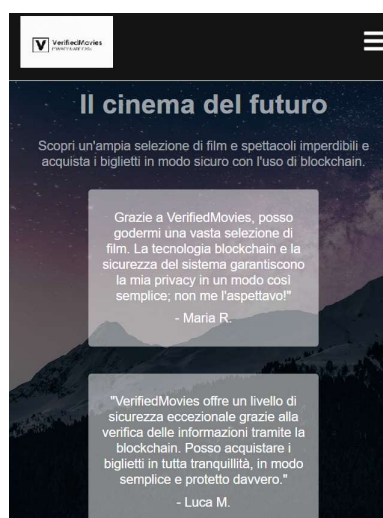 V VerifiedMovies
Il cinema del futuro
Scopri un'ampia selezione di film e spettacoli imperdibili e
acquista i biglietti in modo sicuro con l'uso di blockchain.
Grazie a VerifiedMovies, posso
godermi una vasta selezione di
film. La tecnologia blockchain e la
sicurezza del sistema garantiscono
la mia privacy in un modo così
semplice; non me l'aspettavo!"
- Maria R.
"VerifiedMovies offre un livello di
sicurezza eccezionale grazie alla
verifica delle informazioni tramite la
blockchain. Posso acquistare i
biglietti in tutta tranquillità, in modo
semplice e protetto davvero."
- Luca M.